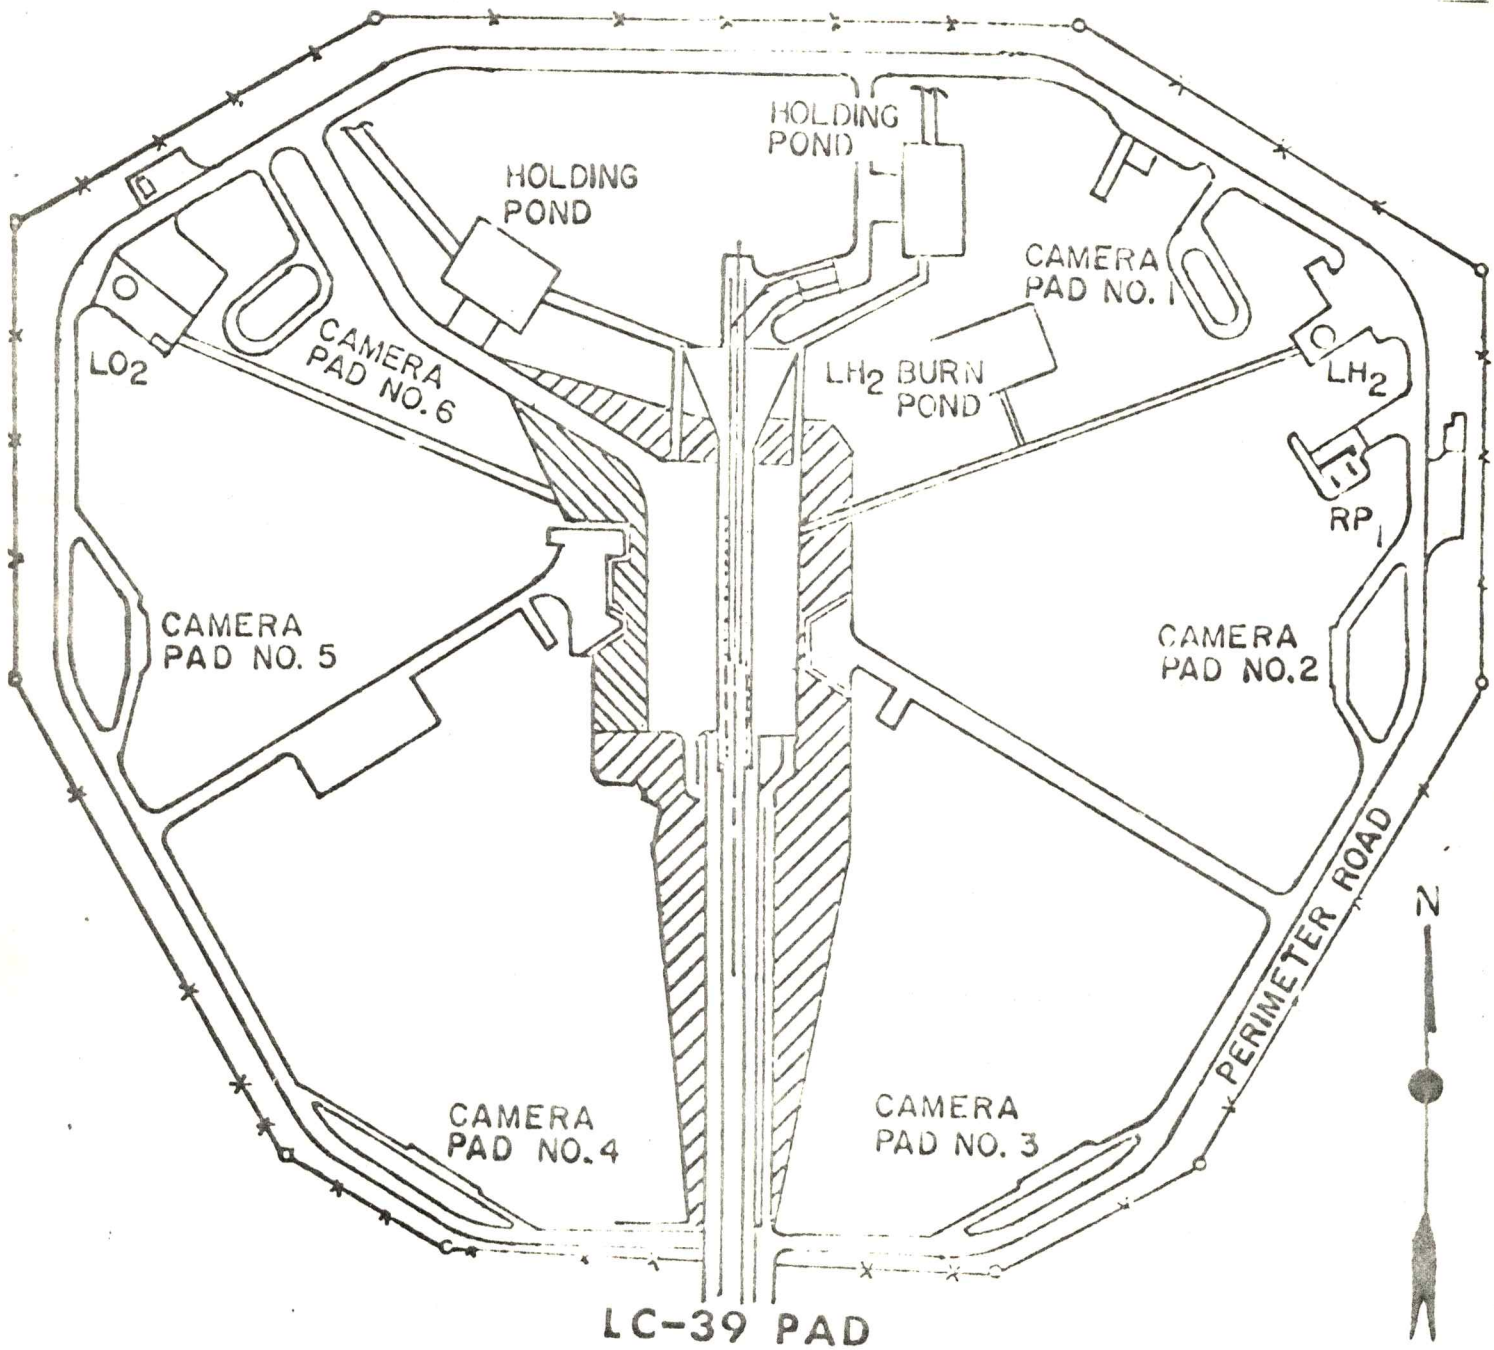 HOLDING
POND
HOLDING
POND
CAMERA
PAD NO. 1
LO2
CAMERA
PAD NO. 6
LH2 BURN
POND
LH2
RP1
CAMERA
PAD NO. 5
CAMERA
PAD NO. 2
PERIMETER ROAD
N
CAMERA
PAD NO. 4
CAMERA
PAD NO. 3
LC-39 PAD